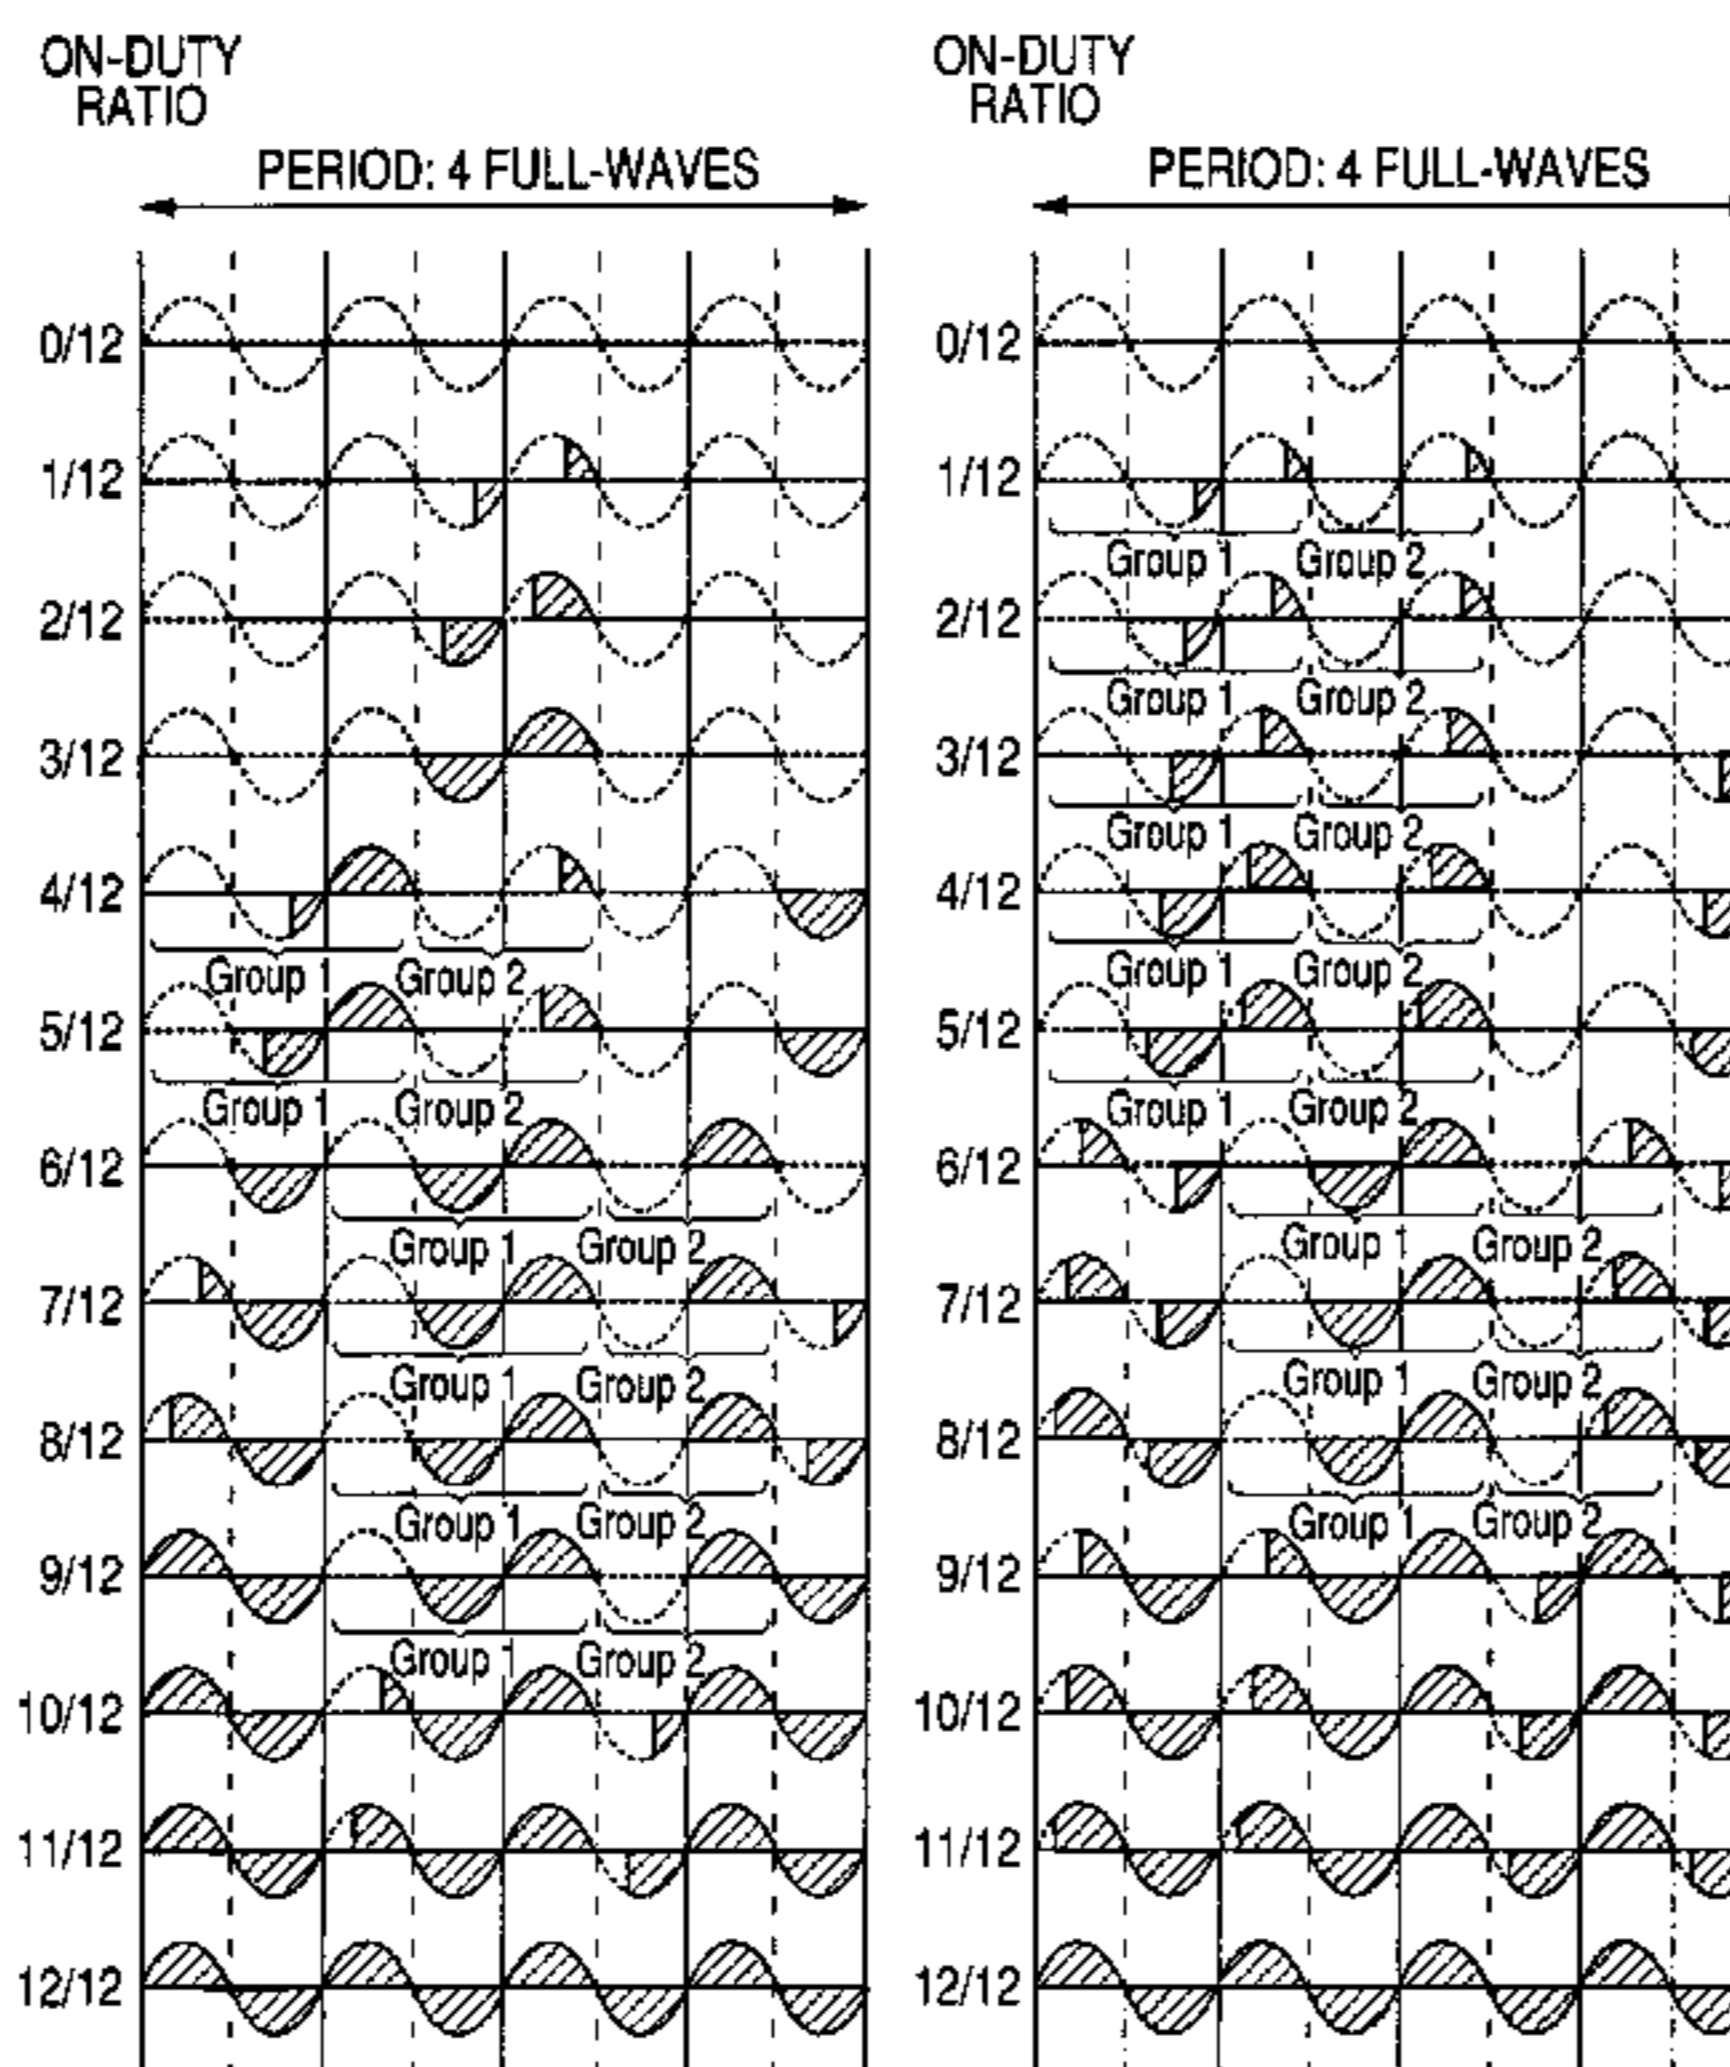 ON-DUTY
RATIO
PERIOD: 4 FULL-WAVES
0/12
1/12
2/12
3/12
4/12
Group 1 Group 2
5/12
Group 1 Group 2
6/12
Group 1 Group 2
7/12
Group 1 Group 2
8/12
Group 1 Group 2
9/12
Group 1 Group 2
10/12
11/12
12/12
ON-DUTY
RATIO
PERIOD: 4 FULL-WAVES
0/12
1/12
Group 1 Group 2
2/12
Group 1 Group 2
3/12
Group 1 Group 2
4/12
Group 1 Group 2
5/12
Group 1 Group 2
6/12
Group 1 Group 2
7/12
Group 1 Group 2
8/12
Group 1 Group 2
9/12
10/12
11/12
12/12